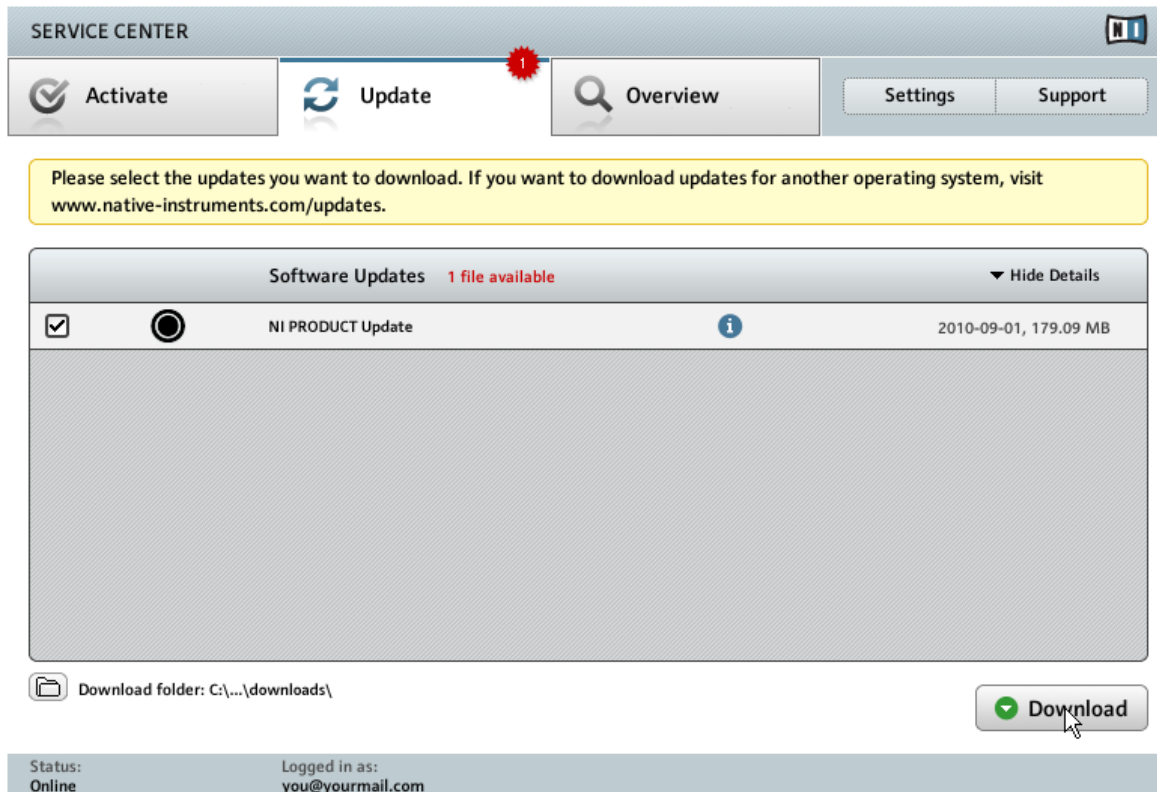 SERVICE CENTER
NI
Activate
Update
1
Overview
Settings
Support
Please select the updates you want to download. If you want to download updates for another operating system, visit
www.native-instruments.com/updates.
Software Updates 1 file available
Hide Details
NI PRODUCT Update
i
2010-09-01, 179.09 MB
Download folder: C:\...\downloads\
Download
Status:
Online
Logged in as:
you@yourmail.com